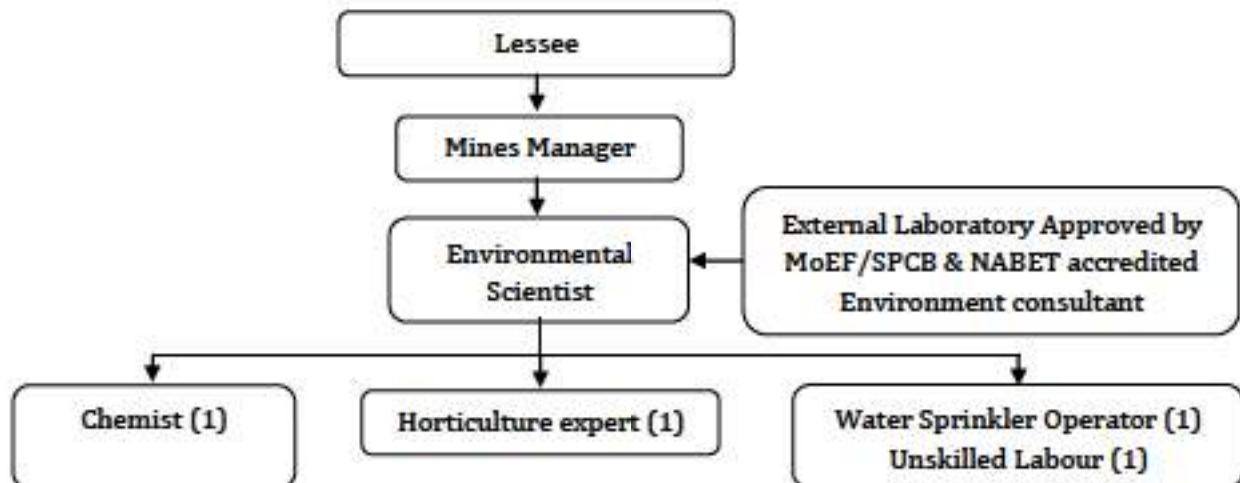 Lessee
Mines Manager
Environmental
Scientist
External Laboratory Approved by
MoEF/SPCB & NABET accredited
Environment consultant
Chemist (1)
Horticulture expert (1)
Water Sprinkler Operator (1)
Unskilled Labour (1)